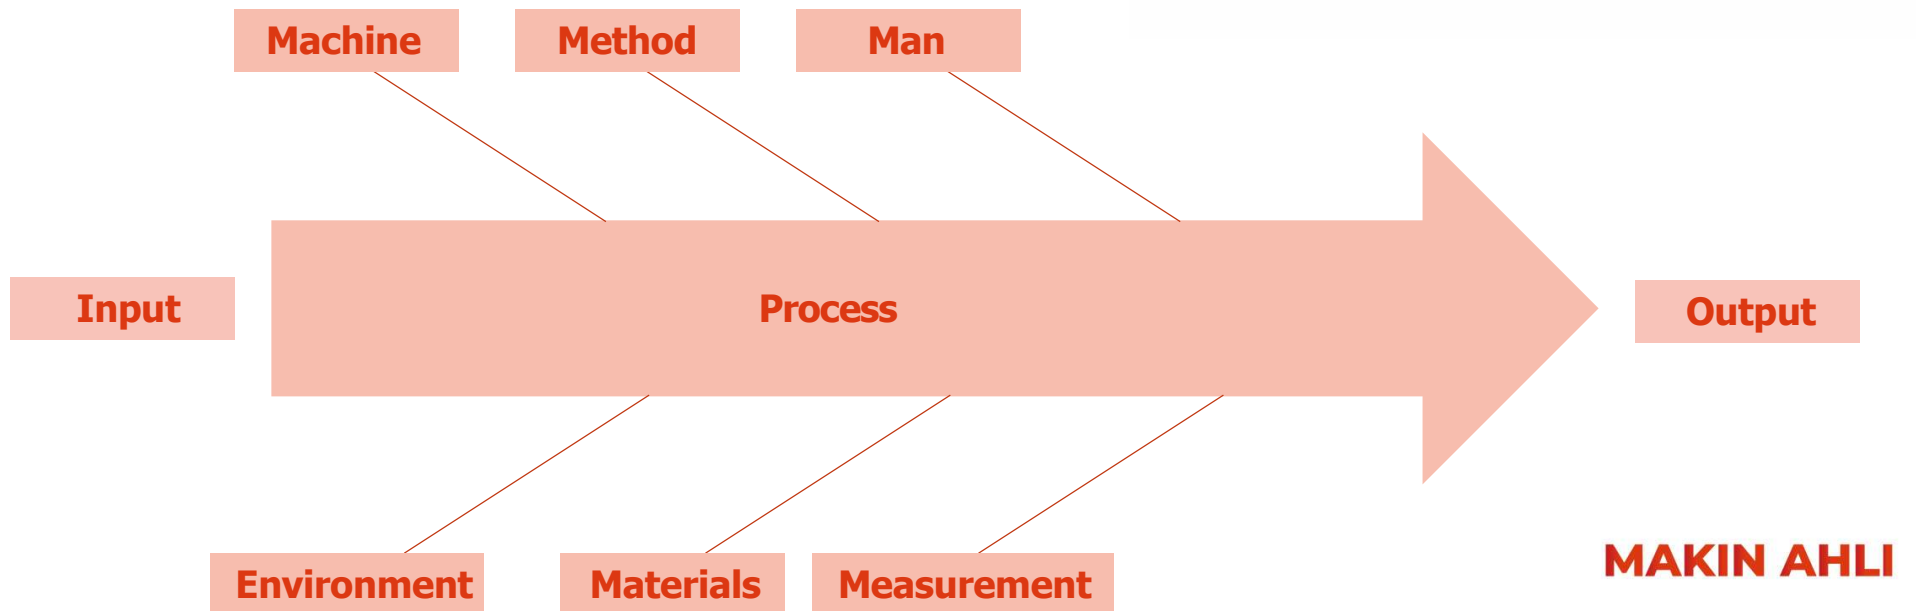 Machine
Method
Man
Input
Process
Output
Environment
Materials
Measurement
MAKIN AHLI